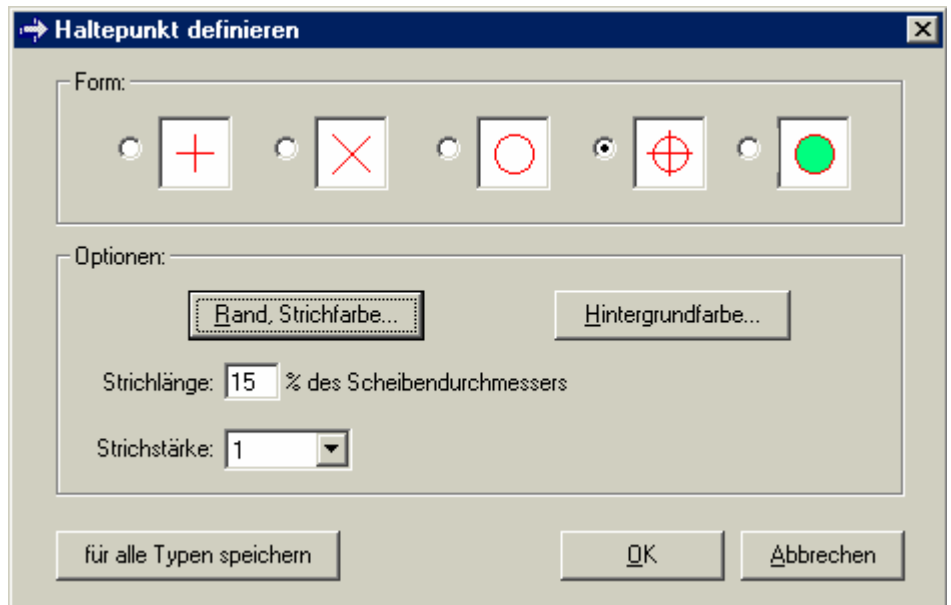 Haltepunkt definieren
Form:
Optionen:
Rand, Strichfarbe... Hintergrundfarbe...
Strichlänge: 15 % des Scheibendurchmessers
Strichstärke: 1
für alle Typen speichern OK Abbrechen